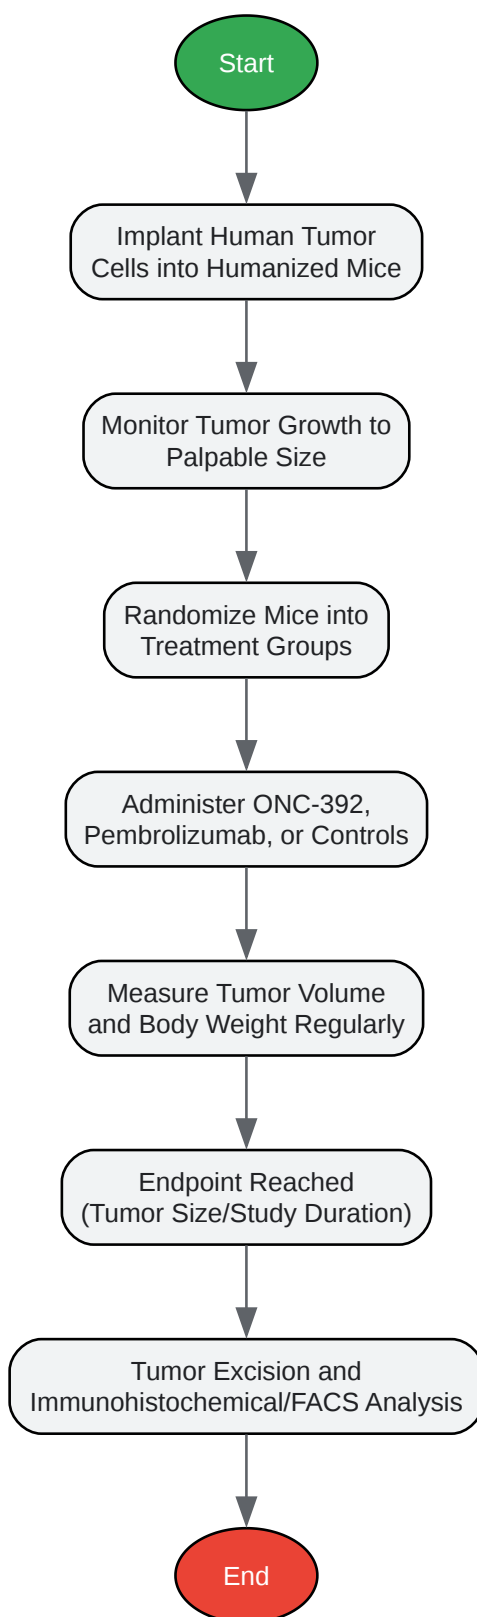 Start
Implant Human Tumor
Cells into Humanized Mice
Monitor Tumor Growth to
Palpable Size
Randomize Mice into
Treatment Groups
Administer ONC-392,
Pembrolizumab, or Controls
Measure Tumor Volume
and Body Weight Regularly
Endpoint Reached
(Tumor Size/Study Duration)
Tumor Excision and
Immunohistochemical/FACS Analysis
End